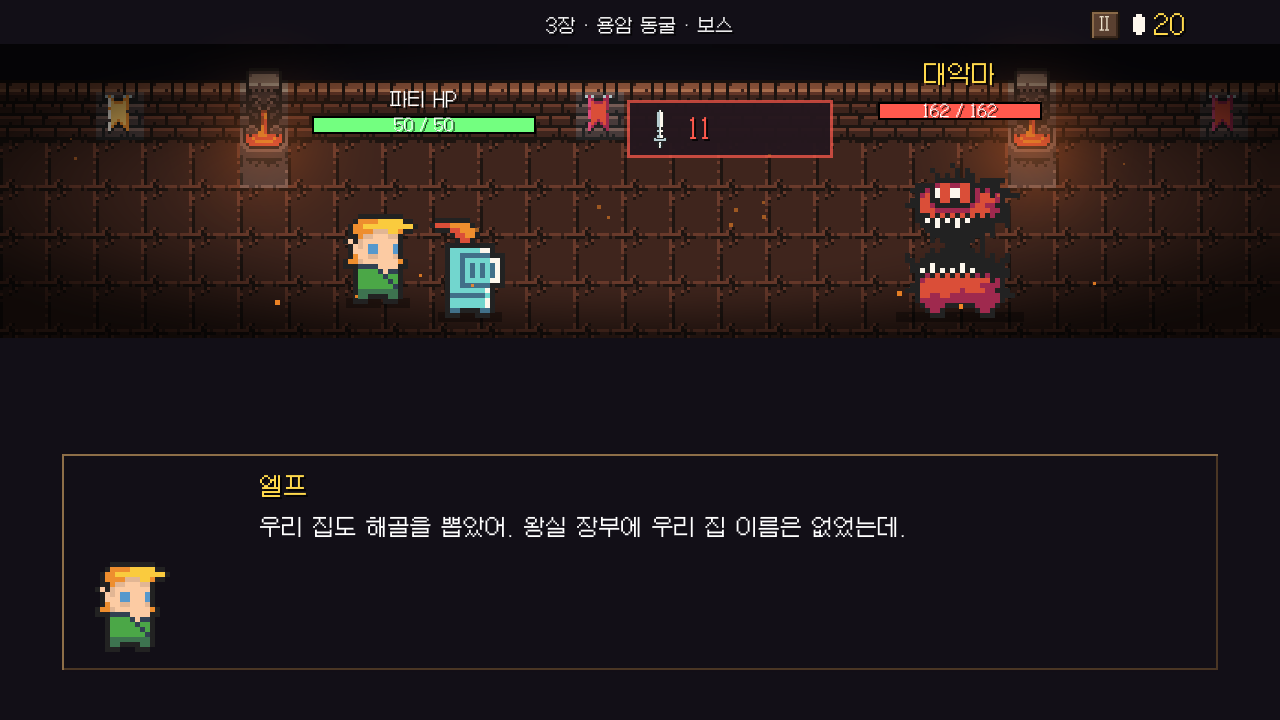 3장 · 용암 동굴 · 보스
II
20
대악마
162 / 162
파티 HP
50 / 50
11
엘프
우리 집도 해골을 뽑았어. 왕실 장부에 우리 집 이름은 없었는데.